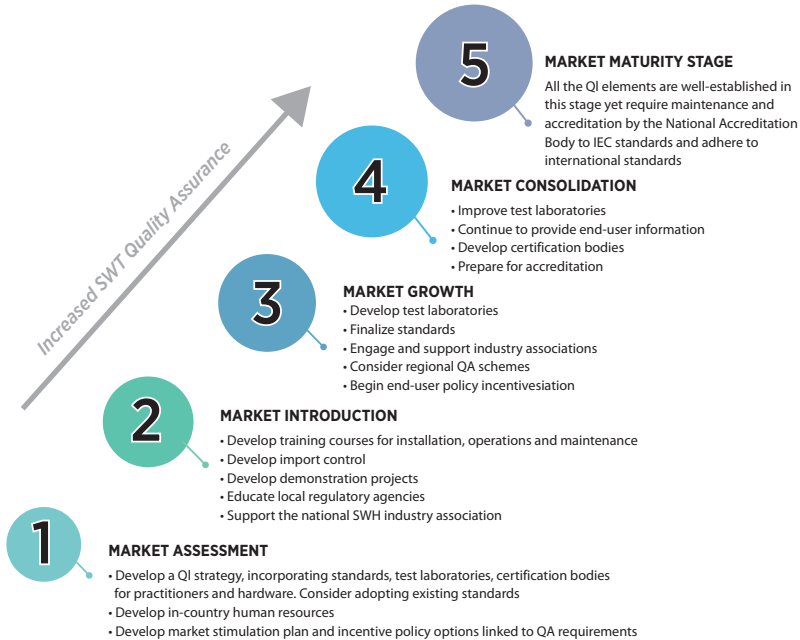 5
MARKET MATURITY STAGE
All the QI elements are well-established in
this stage yet require maintenance and
accreditation by the National Accreditation
Body to IEC standards and adhere to
international standards
Increased SWT Quality Assurance
4
MARKET CONSOLIDATION
• Improve test laboratories
• Continue to provide end-user information
• Develop certification bodies
• Prepare for accreditation
3
MARKET GROWTH
• Develop test laboratories
• Finalize standards
• Engage and support industry associations
• Consider regional QA schemes
• Begin end-user policy incentivesiation
2
MARKET INTRODUCTION
• Develop training courses for installation, operations and maintenance
• Develop import control
• Develop demonstration projects
• Educate local regulatory agencies
• Support the national SWH industry association
1
MARKET ASSESSMENT
• Develop a QI strategy, incorporating standards, test laboratories, certification bodies
for practitioners and hardware. Consider adopting existing standards
• Develop in-country human resources
• Develop market stimulation plan and incentive policy options linked to QA requirements